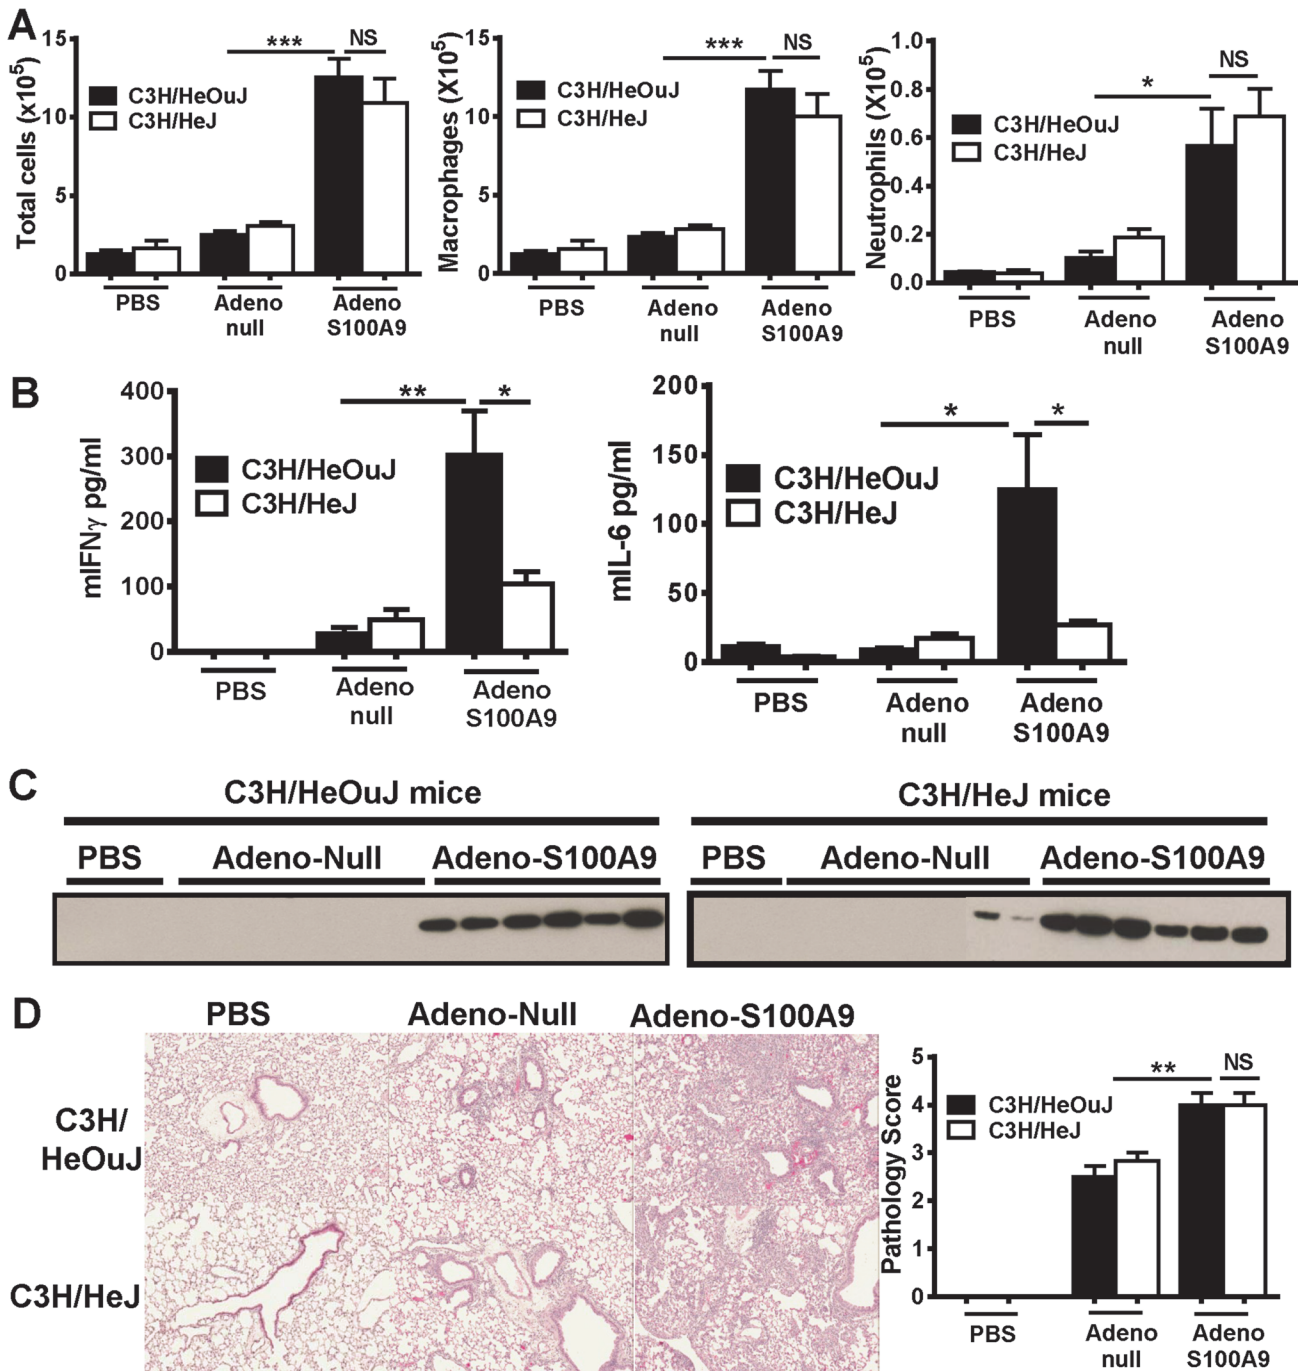 A
Total cells (x10⁵)
15
10
5
0
C3H/HeOuJ
C3H/HeJ
***
NS
PBS
Adeno
null
Adeno
S100A9
Macrophages (X10⁵)
15
10
5
0
C3H/HeOuJ
C3H/HeJ
***
NS
PBS
Adeno
null
Adeno
S100A9
Neutrophils (X10⁵)
1.0
0.8
0.6
0.4
0.2
0.0
C3H/HeOuJ
C3H/HeJ
*
NS
PBS
Adeno
null
Adeno
S100A9
B
mIFNγ pg/ml
400
300
200
100
0
C3H/HeOuJ
C3H/HeJ
**
*
PBS
Adeno
null
Adeno
S100A9
mIL-6 pg/ml
200
150
100
50
0
C3H/HeOuJ
C3H/HeJ
*
*
PBS
Adeno
null
Adeno
S100A9
C
C3H/HeOuJ mice
PBS
Adeno-Null
Adeno-S100A9
C3H/HeJ mice
PBS
Adeno-Null
Adeno-S100A9
D
PBS
Adeno-Null
Adeno-S100A9
C3H/
HeOuJ
C3H/HeJ
Pathology Score
5
4
3
2
1
0
C3H/HeOuJ
C3H/HeJ
**
NS
PBS
Adeno
null
Adeno
S100A9